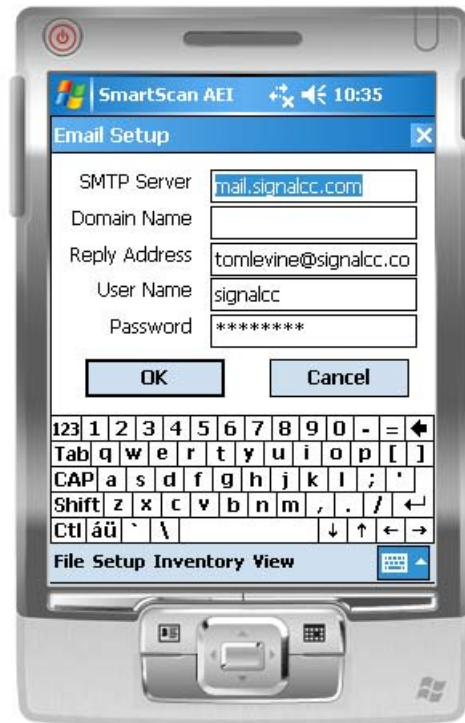 SmartScan AEI 10:35
Email Setup
SMTP Server mail.signalcc.com
Domain Name
Reply Address tomlevine@signalcc.co
User Name signalcc
Password ********
OK Cancel
123 1 2 3 4 5 6 7 8 9 0 - =
Tab q w e r t y u i o p [ ]
CAP a s d f g h j k l ; '
Shift z x c v b n m , . /
Ctl áü ` \ ↓ ↑ ← →
File Setup Inventory View